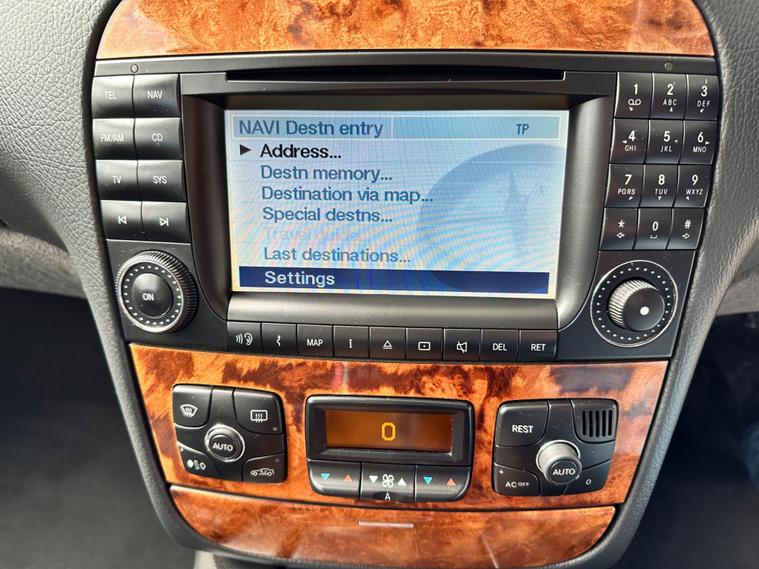 NAVI Destn entry TP
Address...
Destn memory...
Destination via map...
Special destns...
Travel guide
Last destinations...
Settings
TEL NAV
FM/AM CD
TV SYS
ON
1 2 ABC 3 DEF
4 GHI 5 JKL 6 MNO
7 PQRS 8 TUV 9 WXYZ
* 0 #
MAP i DEL RET
AUTO
0
A
REST
AUTO
AC OFF O